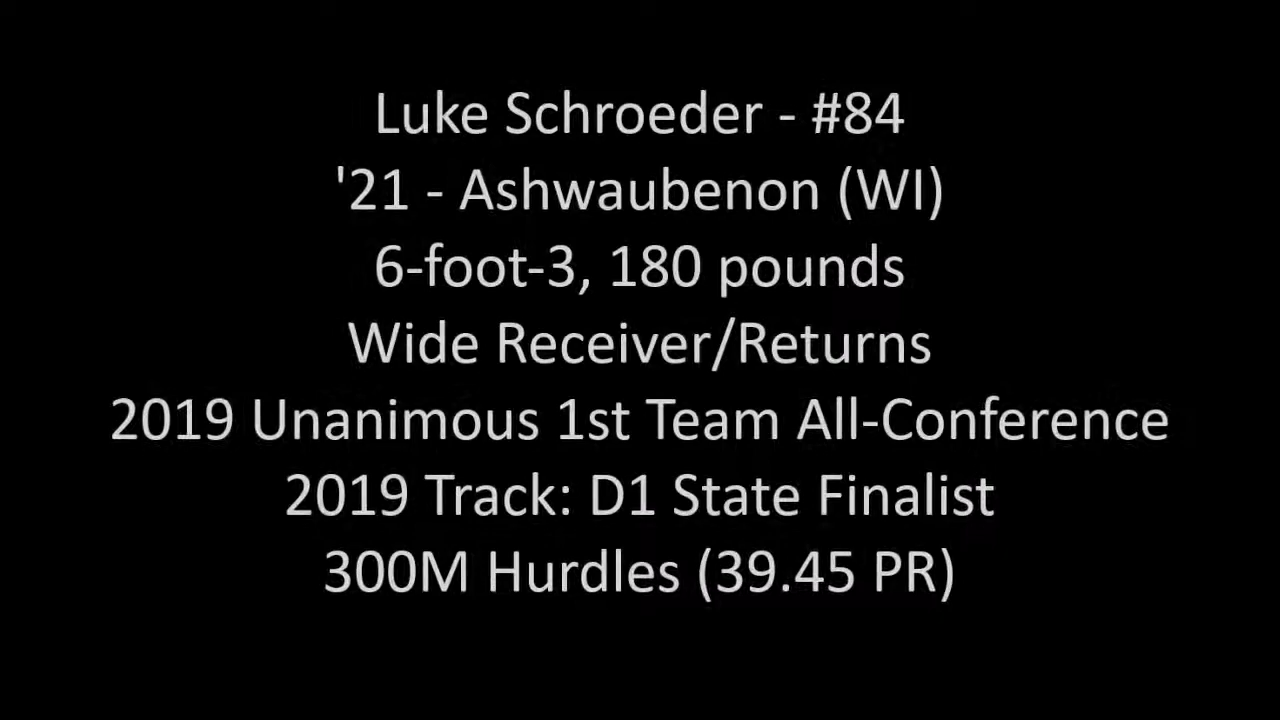 Luke Schroeder - #84
'21 - Ashwaubenon (WI)
6-foot-3, 180 pounds
Wide Receiver/Returns
2019 Unanimous 1st Team All-Conference
2019 Track: D1 State Finalist
300M Hurdles (39.45 PR)